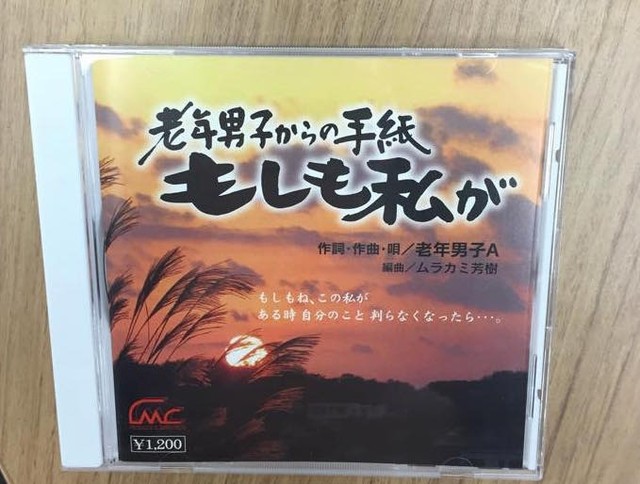 老年男子からの手紙
もしも私が
作詞・作曲・唄／老年男子A
編曲／ムラカミ芳樹
もしもね、この私が
ある時 自分のこと 判らなくなったら・・・。
CMC
¥1,200